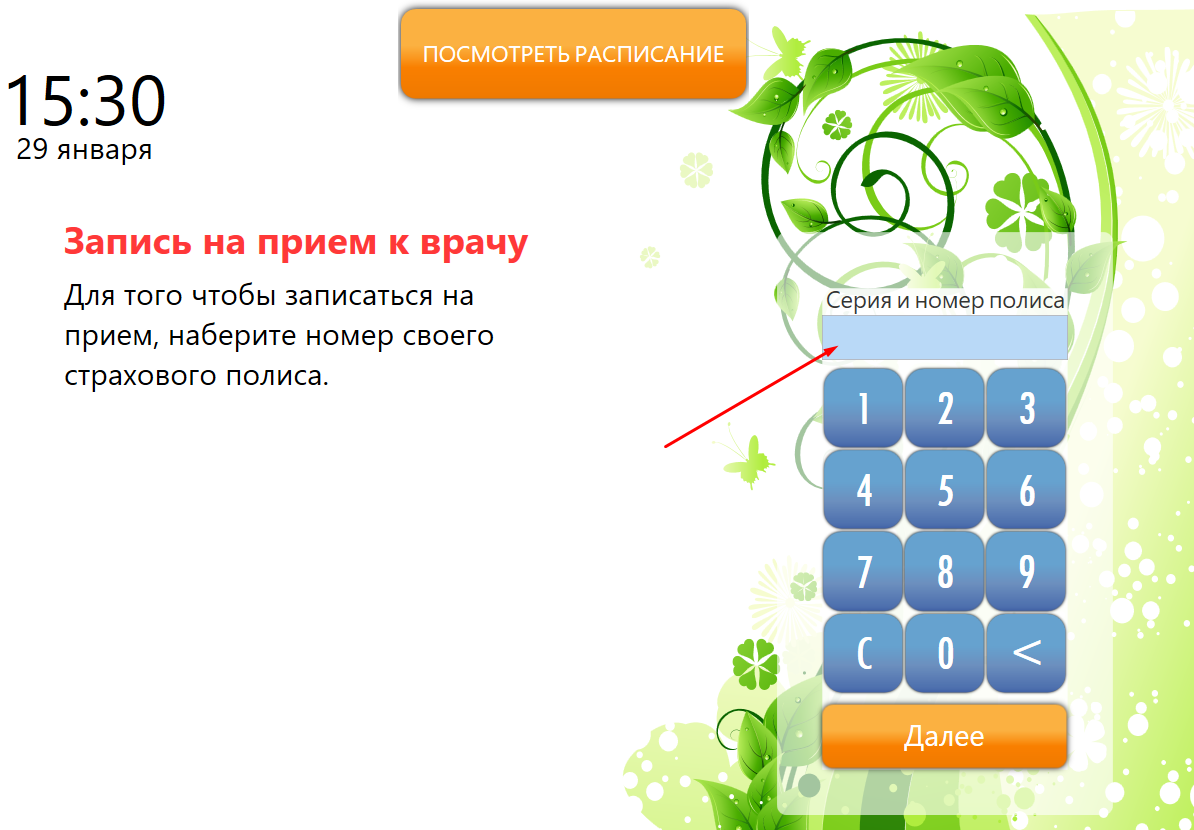 ПОСМОТРЕТЬ РАСПИСАНИЕ
15:30
29 января
Запись на прием к врачу
Для того чтобы записаться на
прием, наберите номер своего
страхового полиса.
Серия и номер полиса
1 2 3
4 5 6
7 8 9
C 0 <
Далее